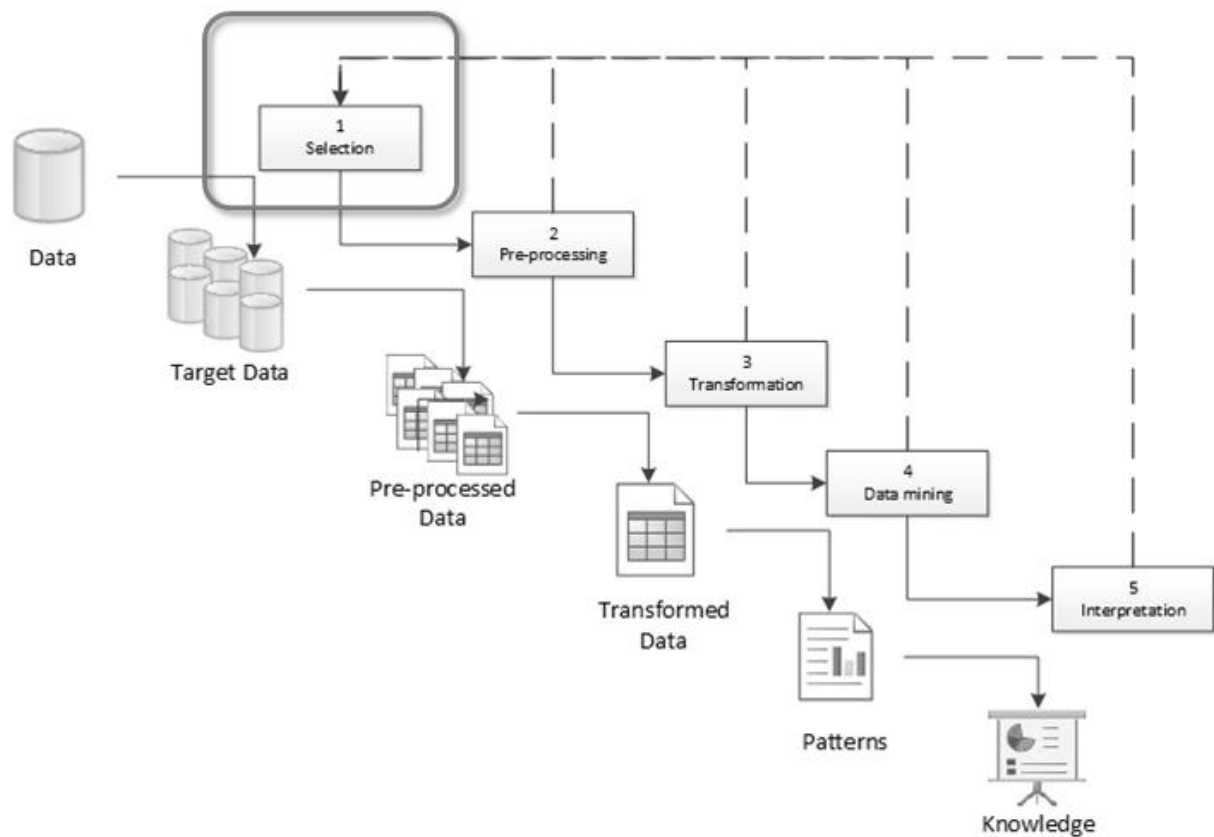 1
Selection
Data
2
Pre-processing
Target Data
3
Transformation
Pre-processed
Data
4
Data mining
Transformed
Data
5
Interpretation
Patterns
Knowledge